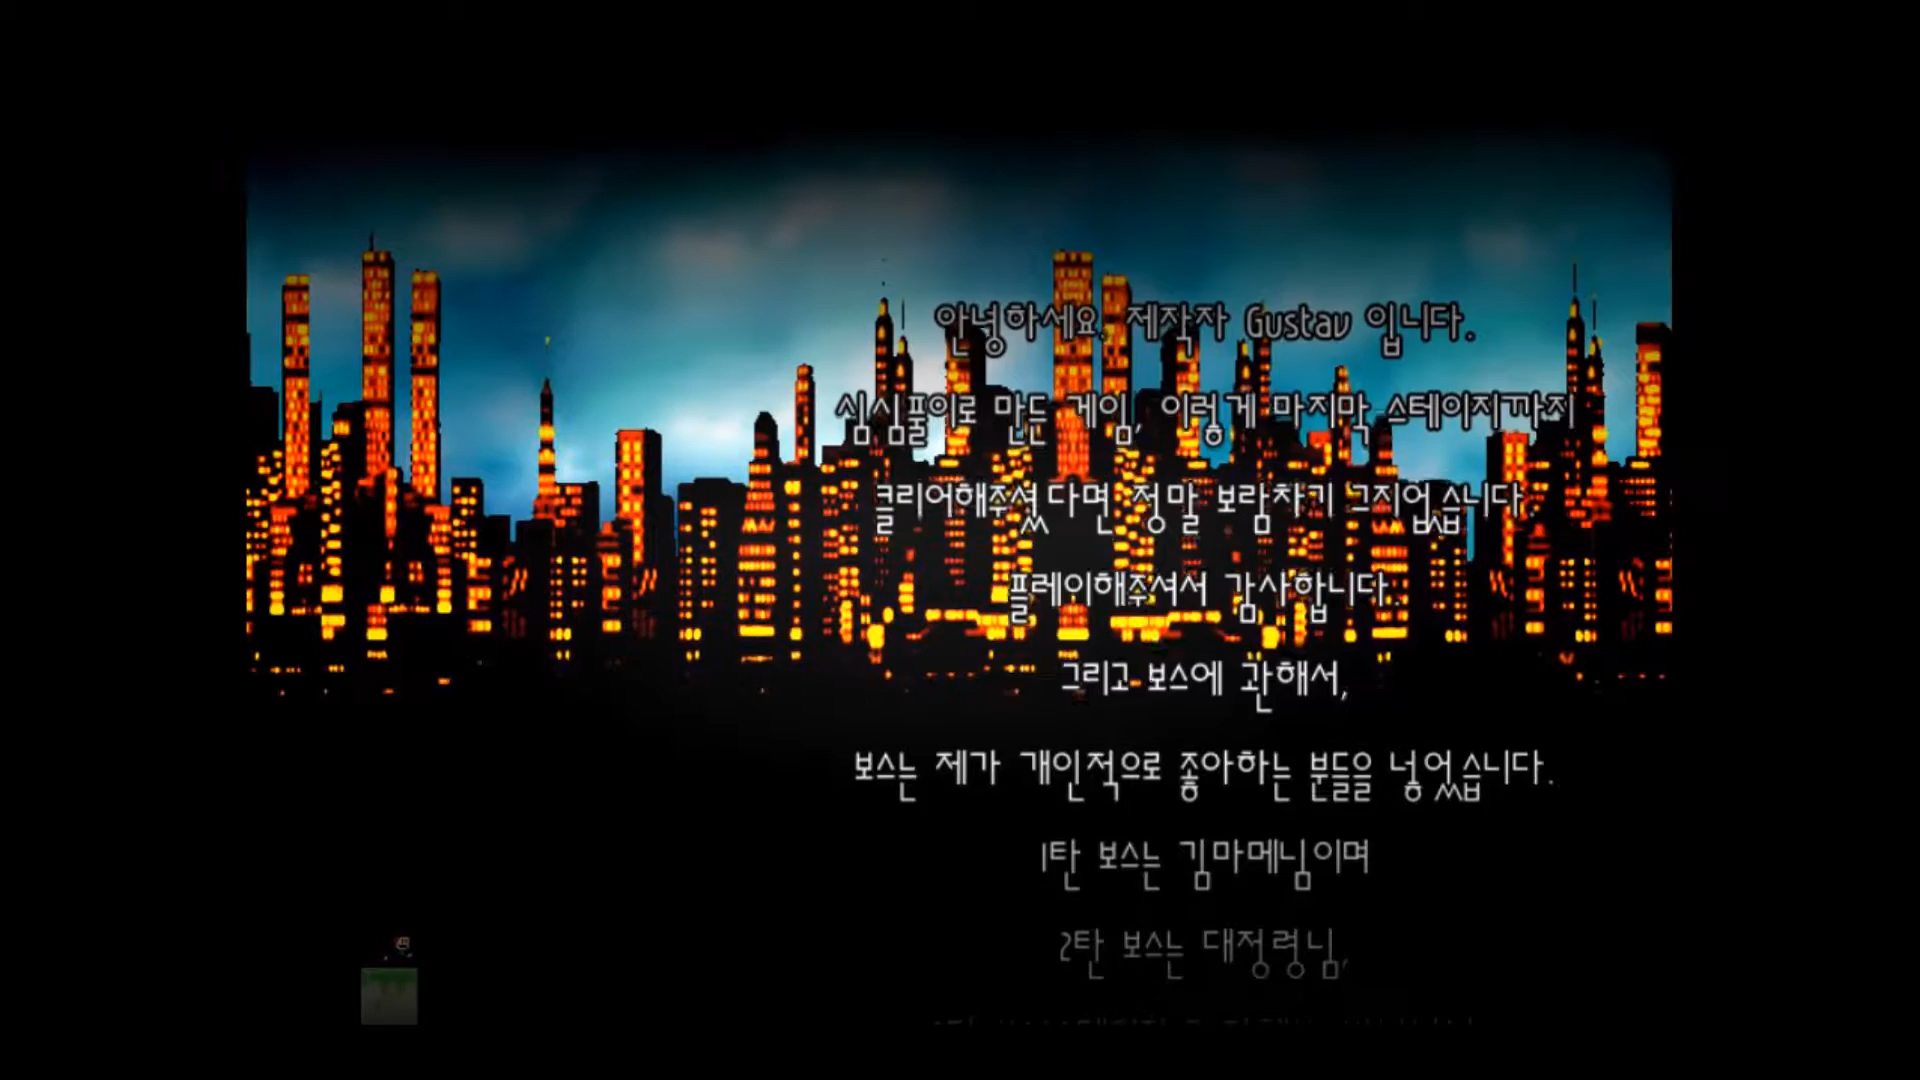 안녕하세요. 제작자 Gustav 입니다.
심심풀이로 만든 게임, 이렇게 마지막 스테이지까지
클리어해주셨다면 정말 보람차기 그지없습니다.
플레이해주셔서 감사합니다.
그리고 보스에 관해서,
보스는 제가 개인적으로 좋아하는 분들을 넣었습니다.
1탄 보스는 김마메님이며
2탄 보스는 대정령님,